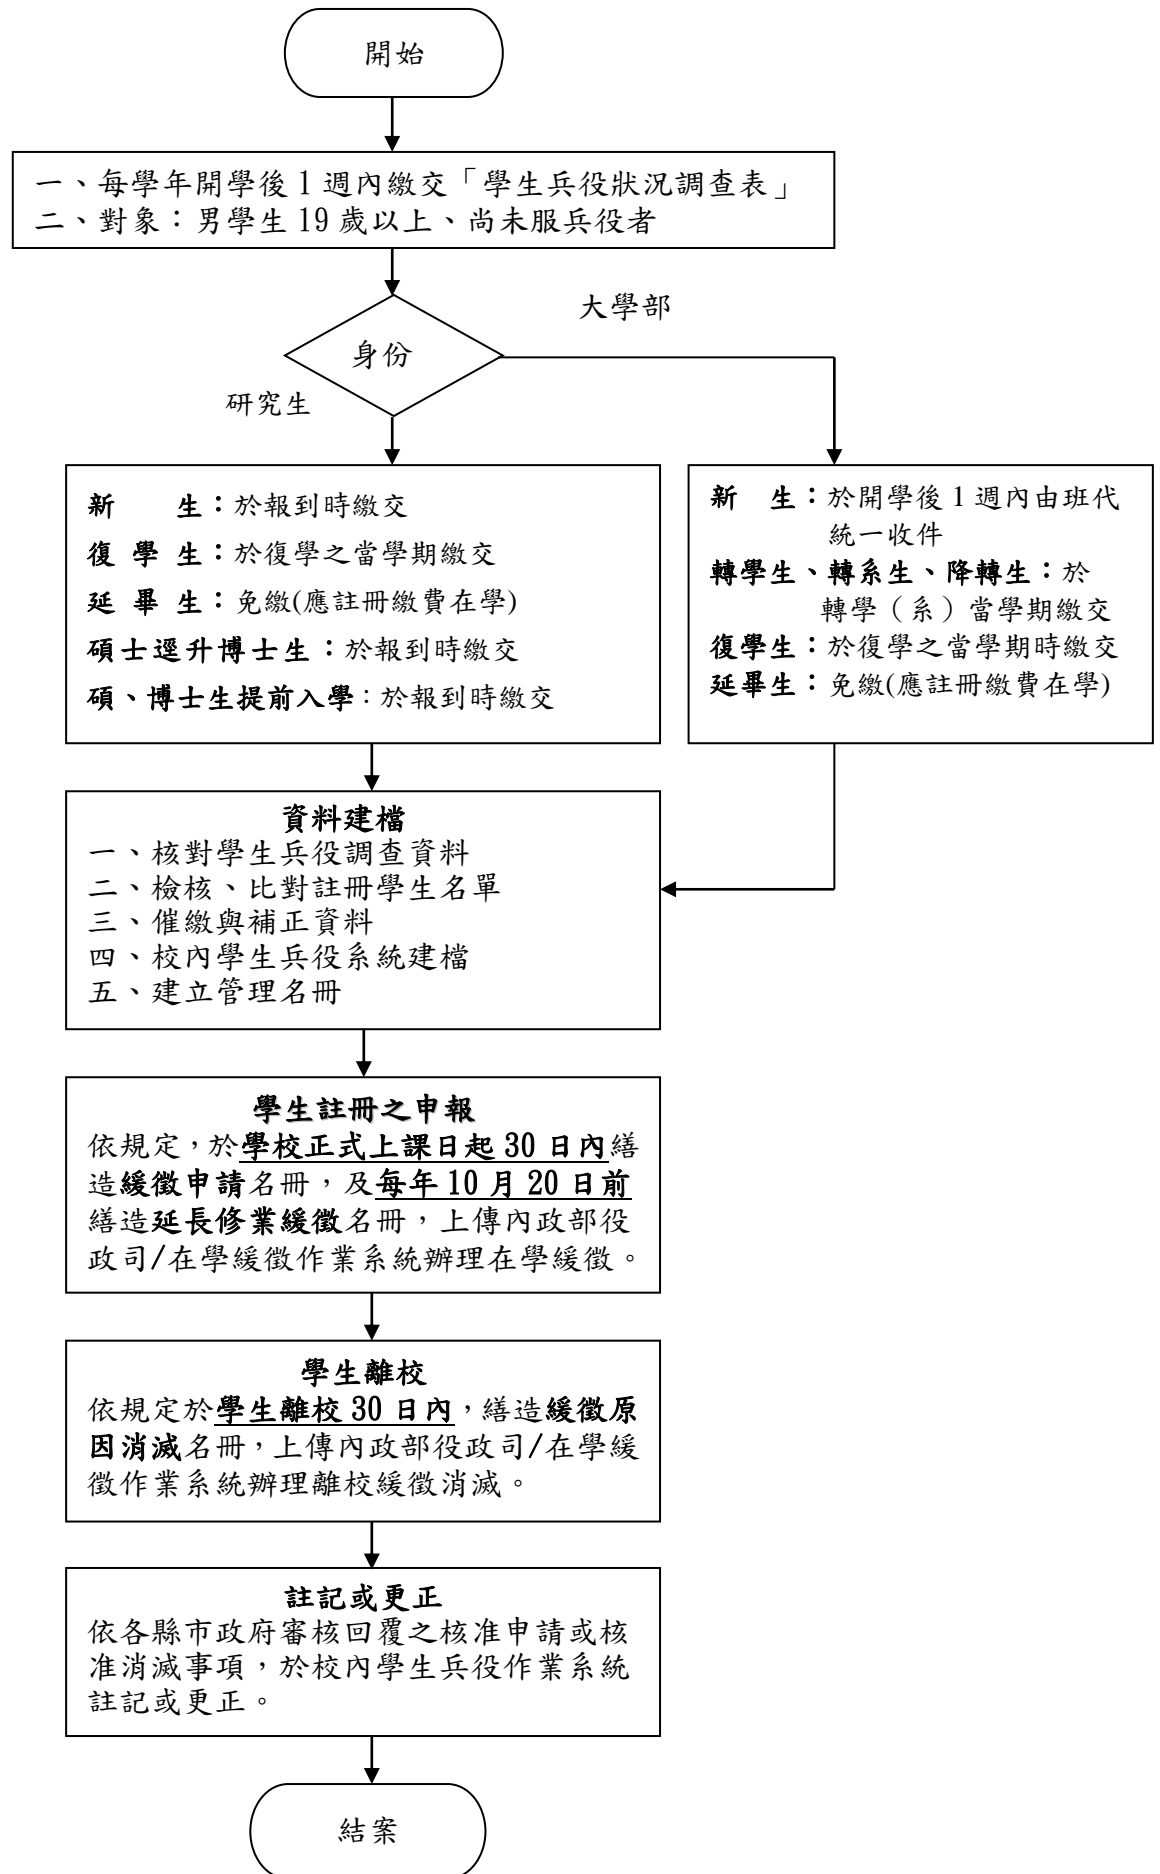 開始
一、每學年開學後 1 週內繳交「學生兵役狀況調查表」
二、對象：男學生 19 歲以上、尚未服兵役者
大學部
身份
研究生
新　　生：於報到時繳交
復 學 生：於復學之當學期繳交
延 畢 生：免繳(應註冊繳費在學)
碩士逕升博士生：於報到時繳交
碩、博士生提前入學：於報到時繳交
新　生：於開學後 1 週內由班代
統一收件
轉學生、轉系生、降轉生：於
轉學（系）當學期繳交
復學生：於復學之當學期時繳交
延畢生：免繳(應註冊繳費在學)
資料建檔
一、核對學生兵役調查資料
二、檢核、比對註冊學生名單
三、催繳與補正資料
四、校內學生兵役系統建檔
五、建立管理名冊
學生註冊之申報
依規定，於學校正式上課日起 30 日內繕
造緩徵申請名冊，及每年 10 月 20 日前
繕造延長修業緩徵名冊，上傳內政部役
政司/在學緩徵作業系統辦理在學緩徵。
學生離校
依規定於學生離校 30 日內，繕造緩徵原
因消滅名冊，上傳內政部役政司/在學緩
徵作業系統辦理離校緩徵消滅。
註記或更正
依各縣市政府審核回覆之核准申請或核
准消滅事項，於校內學生兵役作業系統
註記或更正。
結案